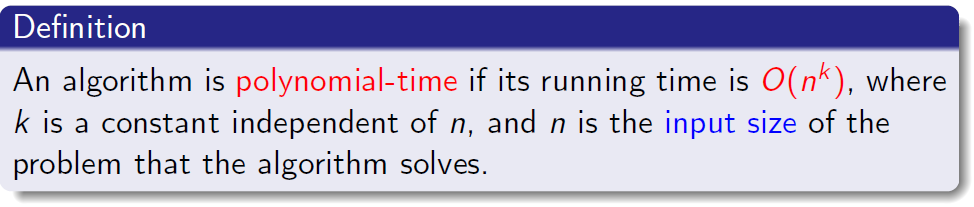 Definition
An algorithm is polynomial-time if its running time is O(n^k), where
k is a constant independent of n, and n is the input size of the
problem that the algorithm solves.